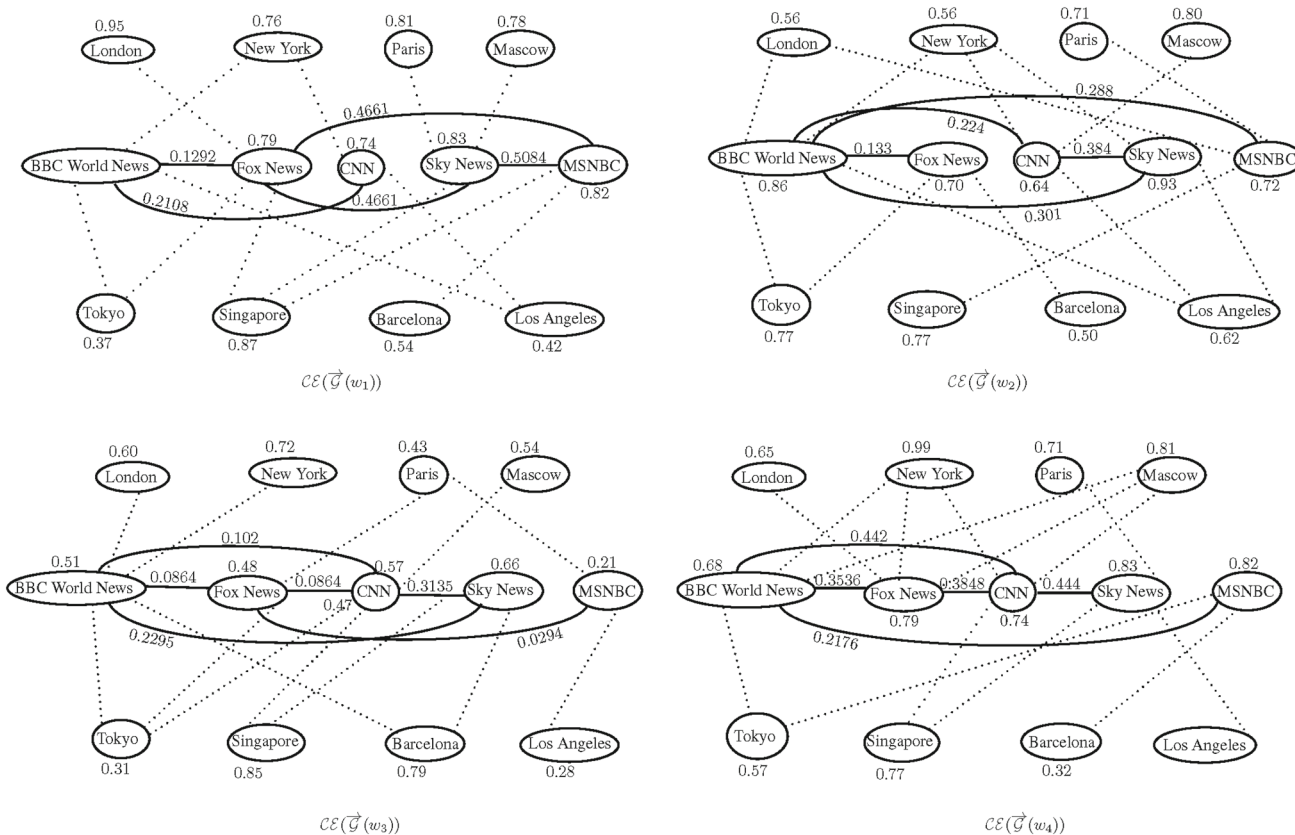 0.95 0.76 0.81 0.78
London New York Paris Mascow
0.4661
0.79 0.74 0.83
0.1292 0.5084
BBC World News Fox News CNN Sky News MSNBC
0.82
0.2108 0.4661
Tokyo Singapore Barcelona Los Angeles
0.37 0.87 0.54 0.42
𝒞ℰ(𝒢⃗(w₁))
0.56 0.56 0.71 0.80
London New York Paris Mascow
0.288
0.224
0.133 0.384
BBC World News Fox News CNN Sky News MSNBC
0.86 0.70 0.64 0.93 0.72
0.301
Tokyo Singapore Barcelona Los Angeles
0.77 0.77 0.50 0.62
𝒞ℰ(𝒢⃗(w₂))
0.60 0.72 0.43 0.54
London New York Paris Mascow
0.102
0.51 0.48 0.57 0.66 0.21
0.0864 0.0864 0.3135
BBC World News Fox News CNN Sky News MSNBC
0.47
0.2295 0.0294
Tokyo Singapore Barcelona Los Angeles
0.31 0.85 0.79 0.28
𝒞ℰ(𝒢⃗(w₃))
0.65 0.99 0.71 0.81
London New York Paris Mascow
0.442
0.68 0.83 0.82
0.3536 0.3848 0.444
BBC World News Fox News CNN Sky News MSNBC
0.79 0.74
0.2176
Tokyo Singapore Barcelona Los Angeles
0.57 0.77 0.32
𝒞ℰ(𝒢⃗(w₄))